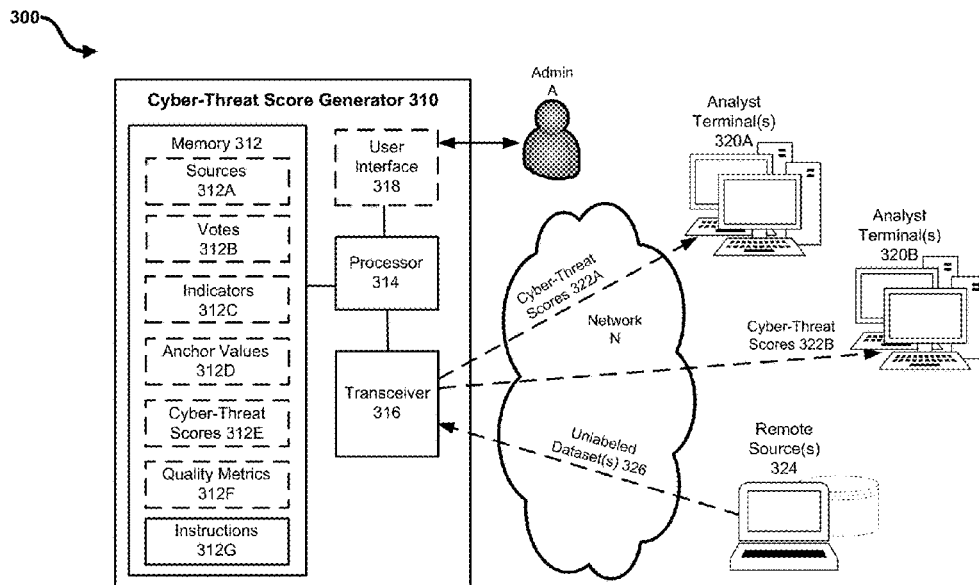 300
Cyber-Threat Score Generator 310
Memory 312
Sources
312A
Votes
312B
Indicators
312C
Anchor Values
312D
Cyber-Threat
Scores 312E
Quality Metrics
312F
Instructions
312G
User
Interface
318
Processor
314
Transceiver
316
Admin
A
Cyber-Threat
Scores 322A
Network
N
Cyber-Threat
Scores 322B
Unlabeled
Dataset(s) 326
Analyst
Terminal(s)
320A
Analyst
Terminal(s)
320B
Remote
Source(s)
324